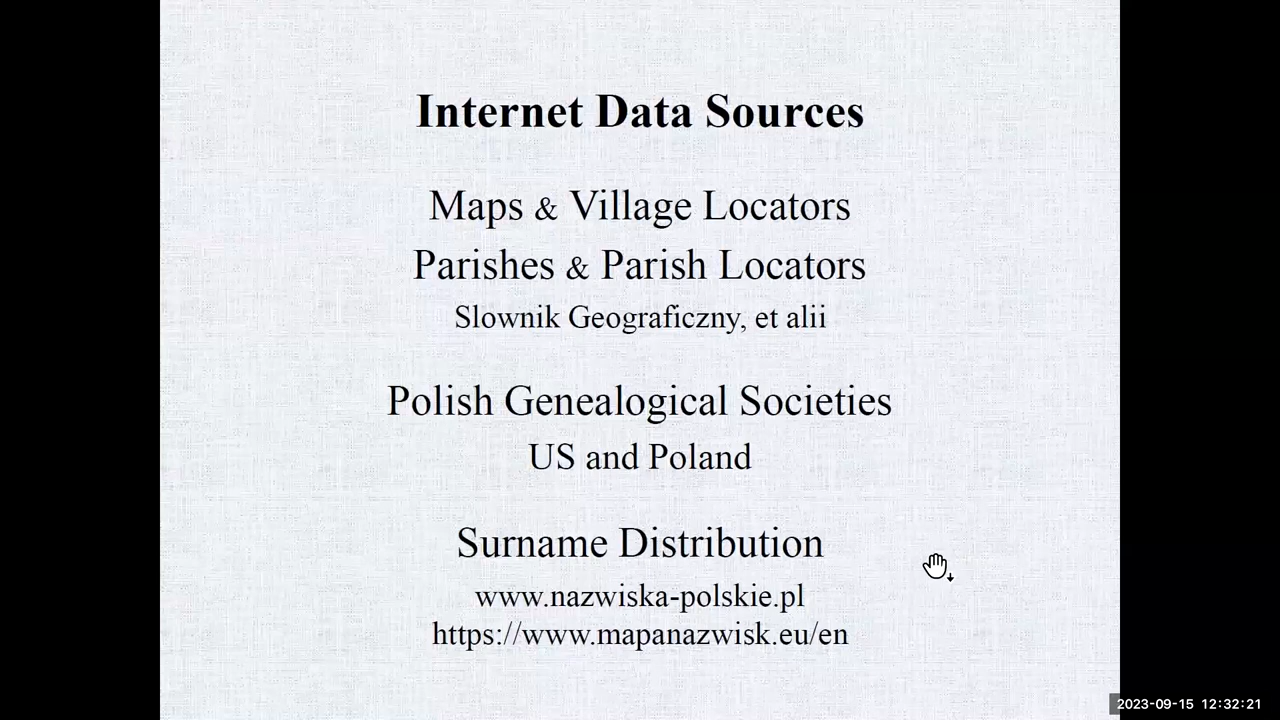 Internet Data Sources
Maps & Village Locators
Parishes & Parish Locators
Slownik Geograficzny, et alii
Polish Genealogical Societies
US and Poland
Surname Distribution
www.nazwiska-polskie.pl
https://www.mapanazwisk.eu/en
2023-09-15 12:32:21